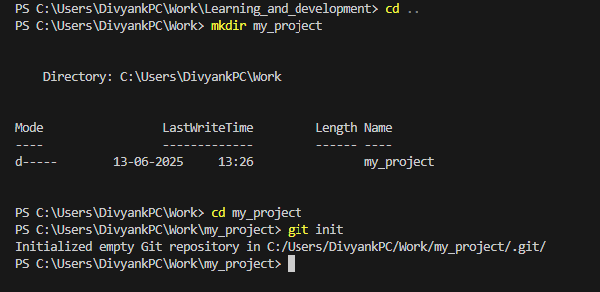 PS C:\Users\DivyankPC\Work\Learning_and_development> cd ..
PS C:\Users\DivyankPC\Work> mkdir my_project
Directory: C:\Users\DivyankPC\Work
Mode LastWriteTime Length Name
---- ------------- ------ ----
d----- 13-06-2025 13:26 my_project
PS C:\Users\DivyankPC\Work> cd my_project
PS C:\Users\DivyankPC\Work\my_project> git init
Initialized empty Git repository in C:/Users/DivyankPC/Work/my_project/.git/
PS C:\Users\DivyankPC\Work\my_project>